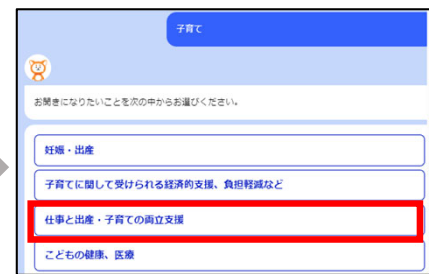 子育て
お聞きになりたいことを次の中からお選びください。
妊娠・出産
子育てに関して受けられる経済的支援、負担軽減など
仕事と出産・子育ての両立支援
こどもの健康、医療